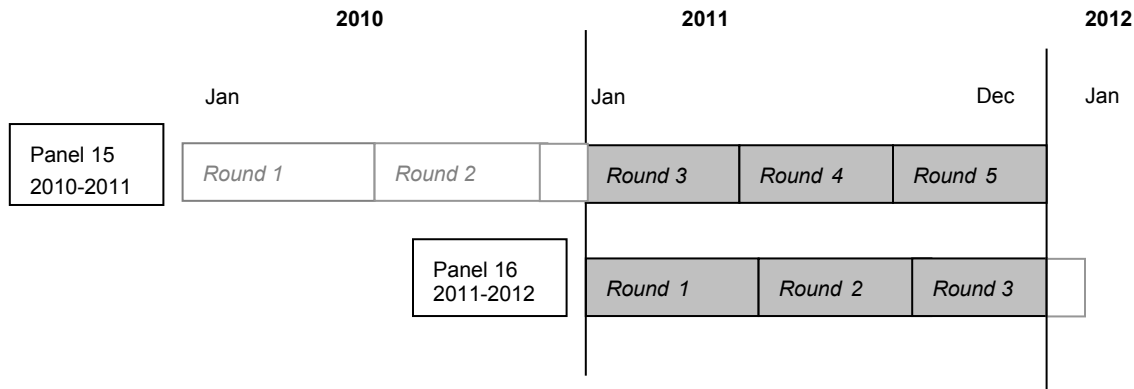 2010 2011 2012
Jan Jan Dec Jan
Panel 15
2010-2011
Round 1 Round 2 Round 3 Round 4 Round 5
Panel 16
2011-2012
Round 1 Round 2 Round 3